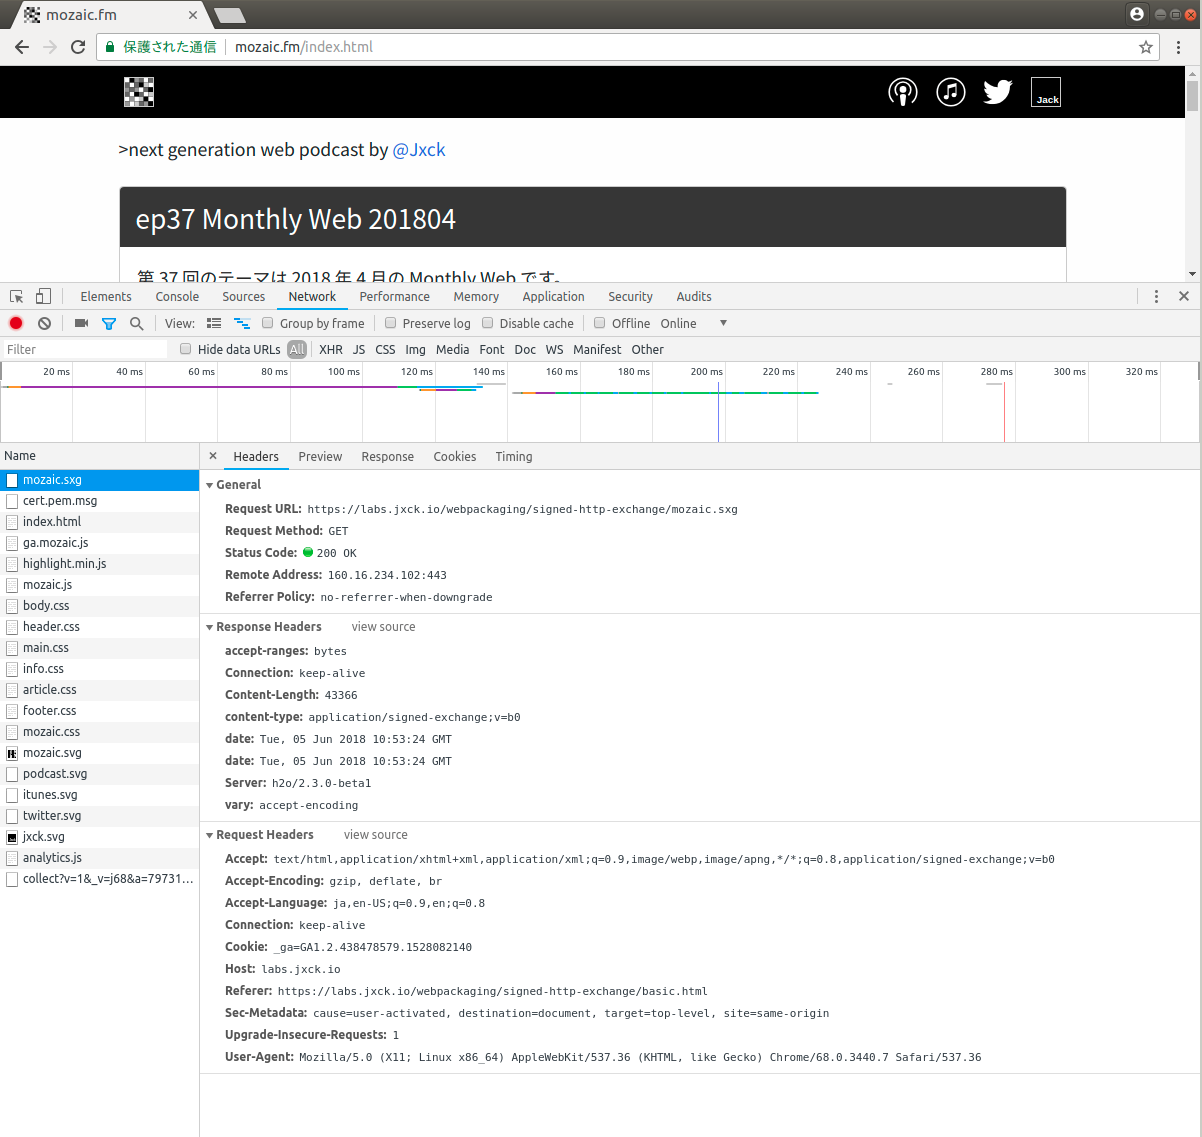 mozaic.fm
保護された通信 mozaic.fm/index.html
Jack
>next generation web podcast by @Jxck
ep37 Monthly Web 201804
第 37 回のテーマは 2018 年 4 月の Monthly Web です。
Elements Console Sources Network Performance Memory Application Security Audits
View: Group by frame Preserve log Disable cache Offline Online
Filter Hide data URLs All XHR JS CSS Img Media Font Doc WS Manifest Other
20 ms 40 ms 60 ms 80 ms 100 ms 120 ms 140 ms 160 ms 180 ms 200 ms 220 ms 240 ms 260 ms 280 ms 300 ms 320 ms
Name
mozaic.sxg
cert.pem.msg
index.html
ga.mozaic.js
highlight.min.js
mozaic.js
body.css
header.css
main.css
info.css
article.css
footer.css
mozaic.css
mozaic.svg
podcast.svg
itunes.svg
twitter.svg
jxck.svg
analytics.js
collect?v=1&_v=j68&a=79731...
Headers Preview Response Cookies Timing
General
Request URL: https://labs.jxck.io/webpackaging/signed-http-exchange/mozaic.sxg
Request Method: GET
Status Code: 200 OK
Remote Address: 160.16.234.102:443
Referrer Policy: no-referrer-when-downgrade
Response Headers view source
accept-ranges: bytes
Connection: keep-alive
Content-Length: 43366
content-type: application/signed-exchange;v=b0
date: Tue, 05 Jun 2018 10:53:24 GMT
date: Tue, 05 Jun 2018 10:53:24 GMT
Server: h2o/2.3.0-beta1
vary: accept-encoding
Request Headers view source
Accept: text/html,application/xhtml+xml,application/xml;q=0.9,image/webp,image/apng,*/*;q=0.8,application/signed-exchange;v=b0
Accept-Encoding: gzip, deflate, br
Accept-Language: ja,en-US;q=0.9,en;q=0.8
Connection: keep-alive
Cookie: _ga=GA1.2.438478579.1528082140
Host: labs.jxck.io
Referer: https://labs.jxck.io/webpackaging/signed-http-exchange/basic.html
Sec-Metadata: cause=user-activated, destination=document, target=top-level, site=same-origin
Upgrade-Insecure-Requests: 1
User-Agent: Mozilla/5.0 (X11; Linux x86_64) AppleWebKit/537.36 (KHTML, like Gecko) Chrome/68.0.3440.7 Safari/537.36